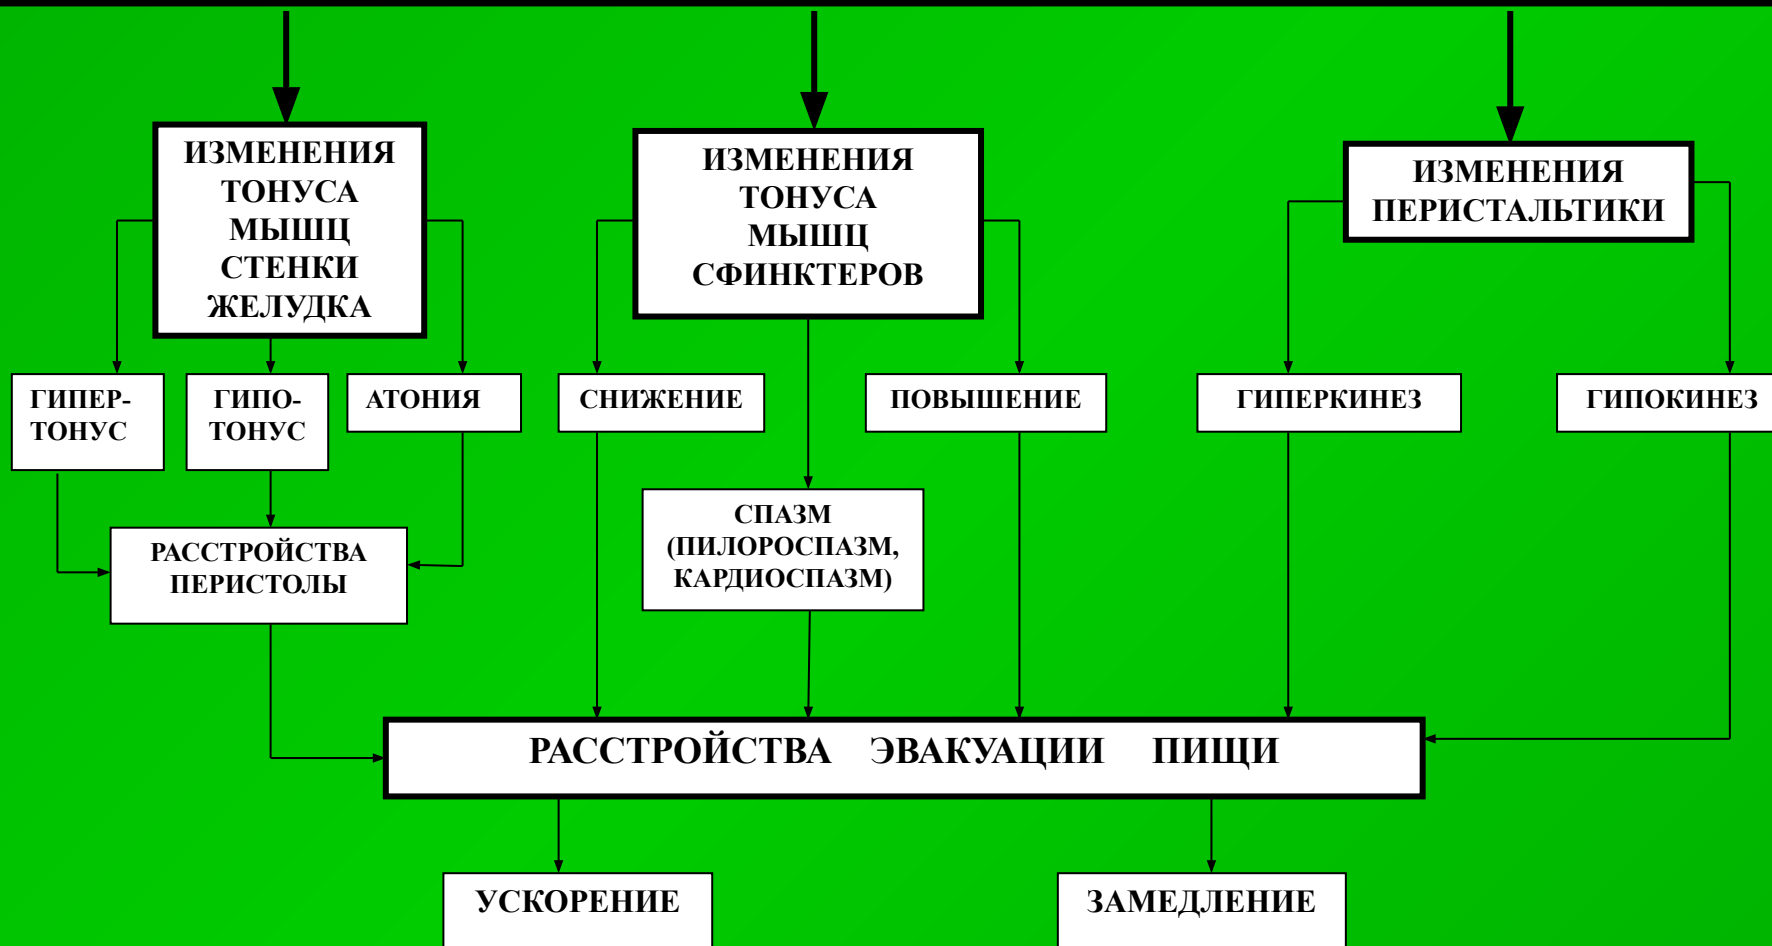 ИЗМЕНЕНИЯ
ТОНУСА
МЫШЦ
СТЕНКИ
ЖЕЛУДКА
ИЗМЕНЕНИЯ
ТОНУСА
МЫШЦ
СФИНКТЕРОВ
ИЗМЕНЕНИЯ
ПЕРИСТАЛЬТИКИ
ГИПЕР-
ТОНУС
ГИПО-
ТОНУС
АТОНИЯ
СНИЖЕНИЕ
ПОВЫШЕНИЕ
ГИПЕРКИНЕЗ
ГИПОКИНЕЗ
РАССТРОЙСТВА
ПЕРИСТОЛЫ
СПАЗМ
(ПИЛОРОСПАЗМ,
КАРДИОСПАЗМ)
РАССТРОЙСТВА ЭВАКУАЦИИ ПИЩИ
УСКОРЕНИЕ
ЗАМЕДЛЕНИЕ